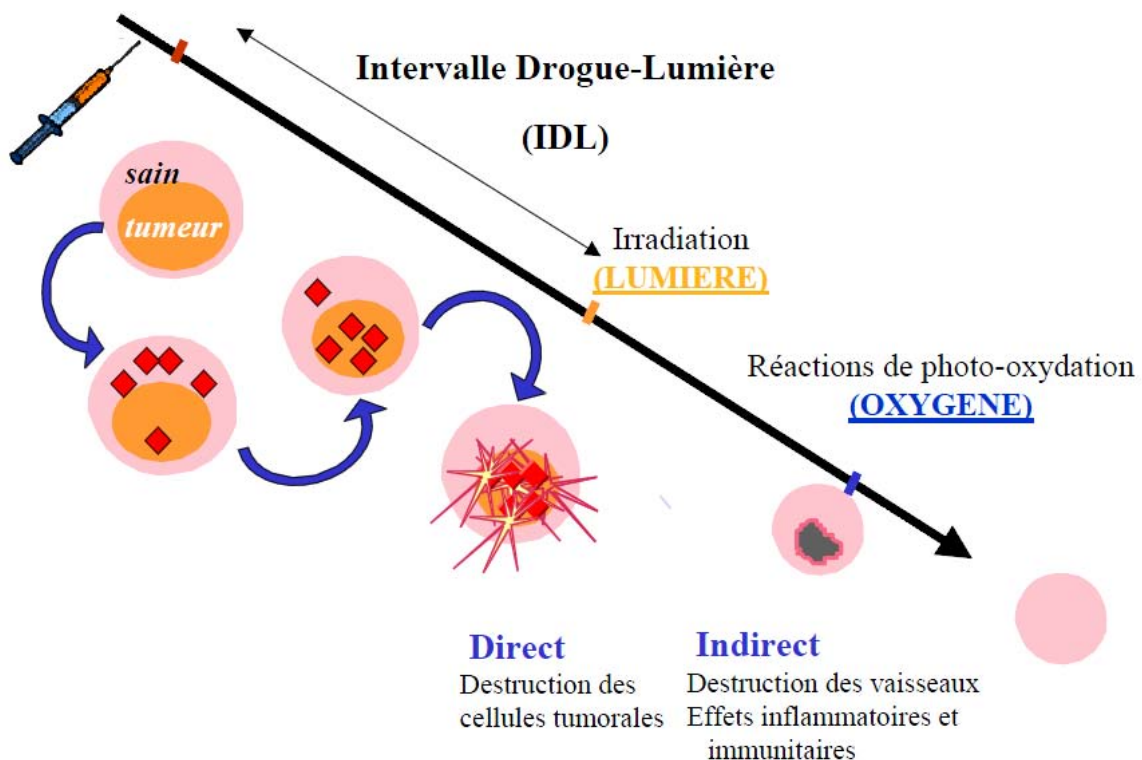 Intervalle Drogue-Lumière
(IDL)
sain
tumeur
Irradiation
(LUMIERE)
Réactions de photo-oxydation
(OXYGENE)
Direct
Destruction des
cellules tumorales
Indirect
Destruction des vaisseaux
Effets inflammatoires et
immunitaires